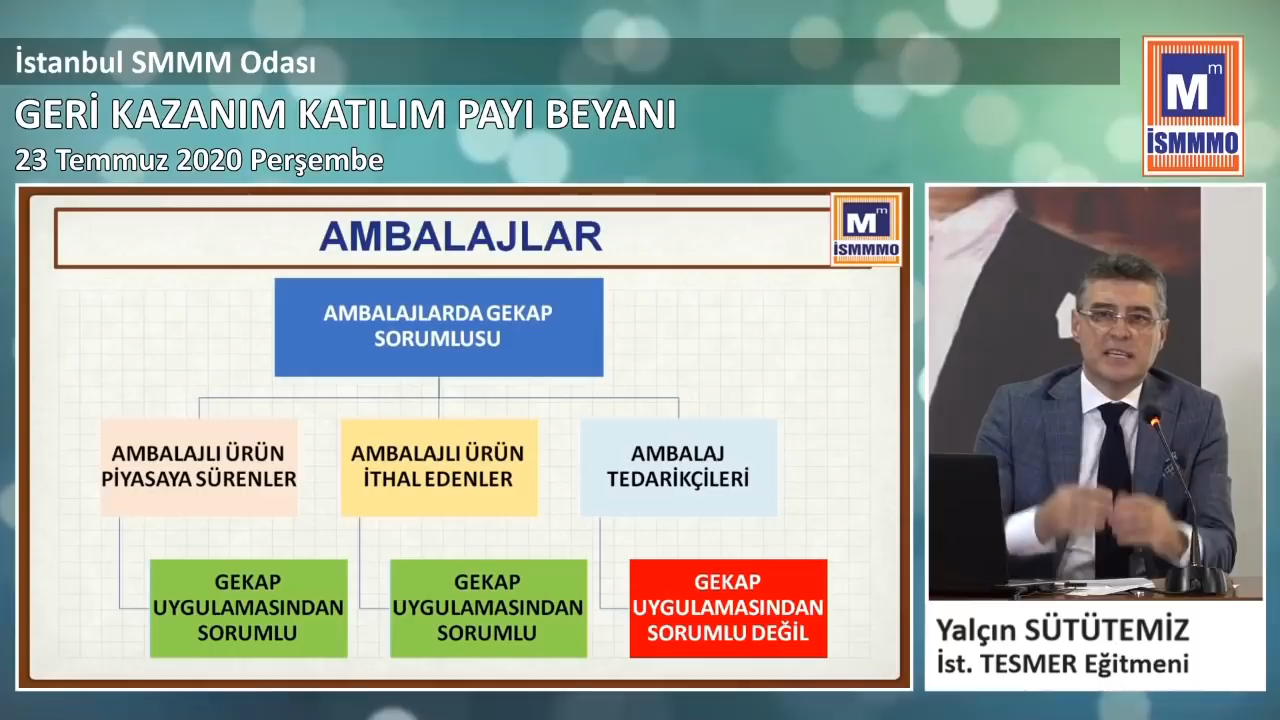 İstanbul SMMM Odası
GERİ KAZANIM KATILIM PAYI BEYANI
23 Temmuz 2020 Perşembe
M m
İSMMMO
AMBALAJLAR
M m
İSMMMO
AMBALAJLARDA GEKAP
SORUMLUSU
AMBALAJLI ÜRÜN
PİYASAYA SÜRENLER
AMBALAJLI ÜRÜN
İTHAL EDENLER
AMBALAJ
TEDARİKÇİLERİ
GEKAP
UYGULAMASINDAN
SORUMLU
GEKAP
UYGULAMASINDAN
SORUMLU
GEKAP
UYGULAMASINDAN
SORUMLU DEĞİL
Yalçın SÜTÜTEMİZ
İst. TESMER Eğitmeni